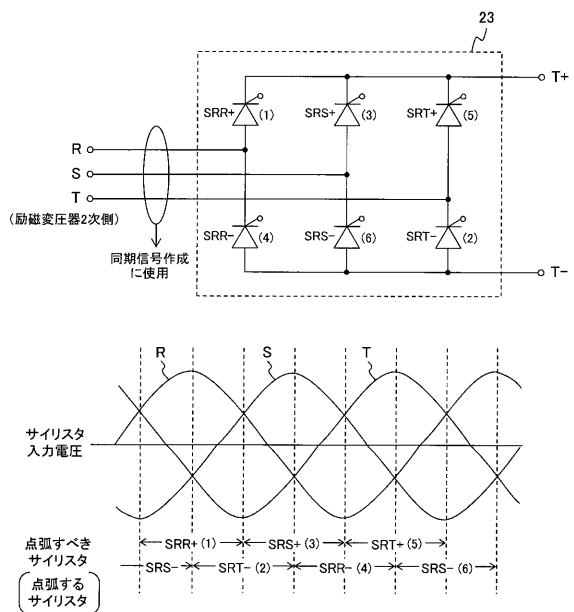 23
T+
SRR+ (1)
SRS+ (3)
SRT+ (5)
R
S
T
(励磁変圧器2次側)
SRR− (4)
SRS− (6)
SRT− (2)
同期信号作成
に使用
T−
R
S
T
サイリスタ
入力電圧
点弧すべき
サイリスタ
点弧する
サイリスタ
SRR+ (1)
SRS+ (3)
SRT+ (5)
SRS−
SRT− (2)
SRR− (4)
SRS− (6)